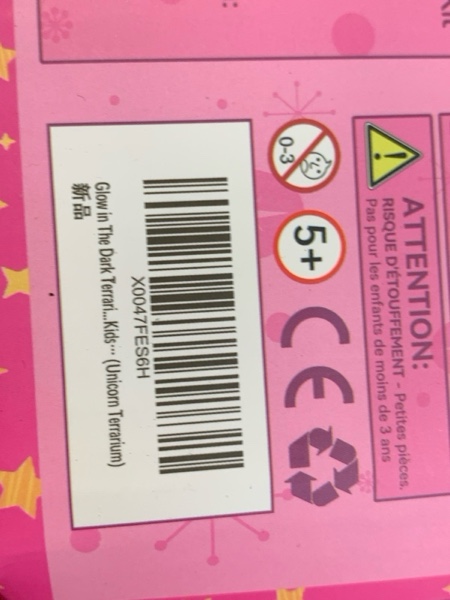 ATTENTION:
RISQUE D'ÉTOUFFEMENT - Petites pièces.
Pas pour les enfants de moins de 3 ans
0-3
5+
CE
X0047FES6H
Glow in The Dark Terrari...Kids··· (Unicorn Terrarium)
新品